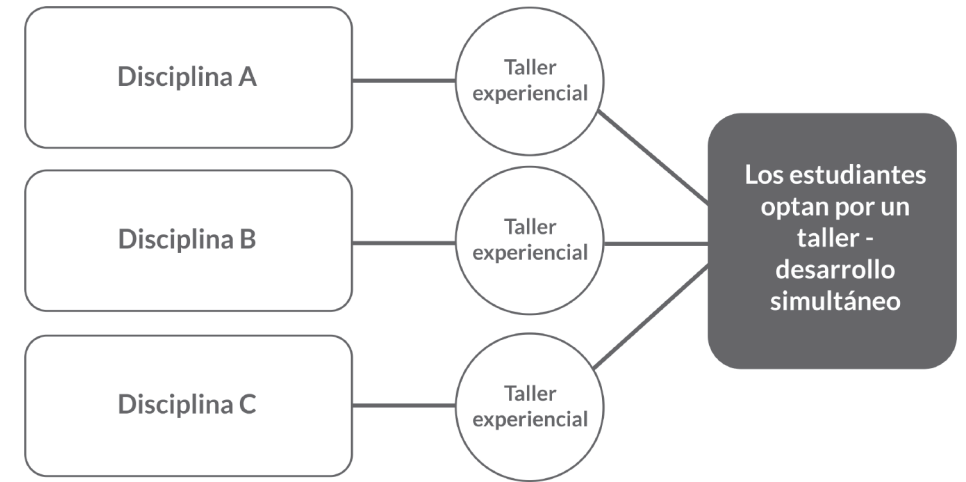 Disciplina A
Taller
experiencial
Disciplina B
Taller
experiencial
Disciplina C
Taller
experiencial
Los estudiantes
optan por un
taller -
desarrollo
simultáneo